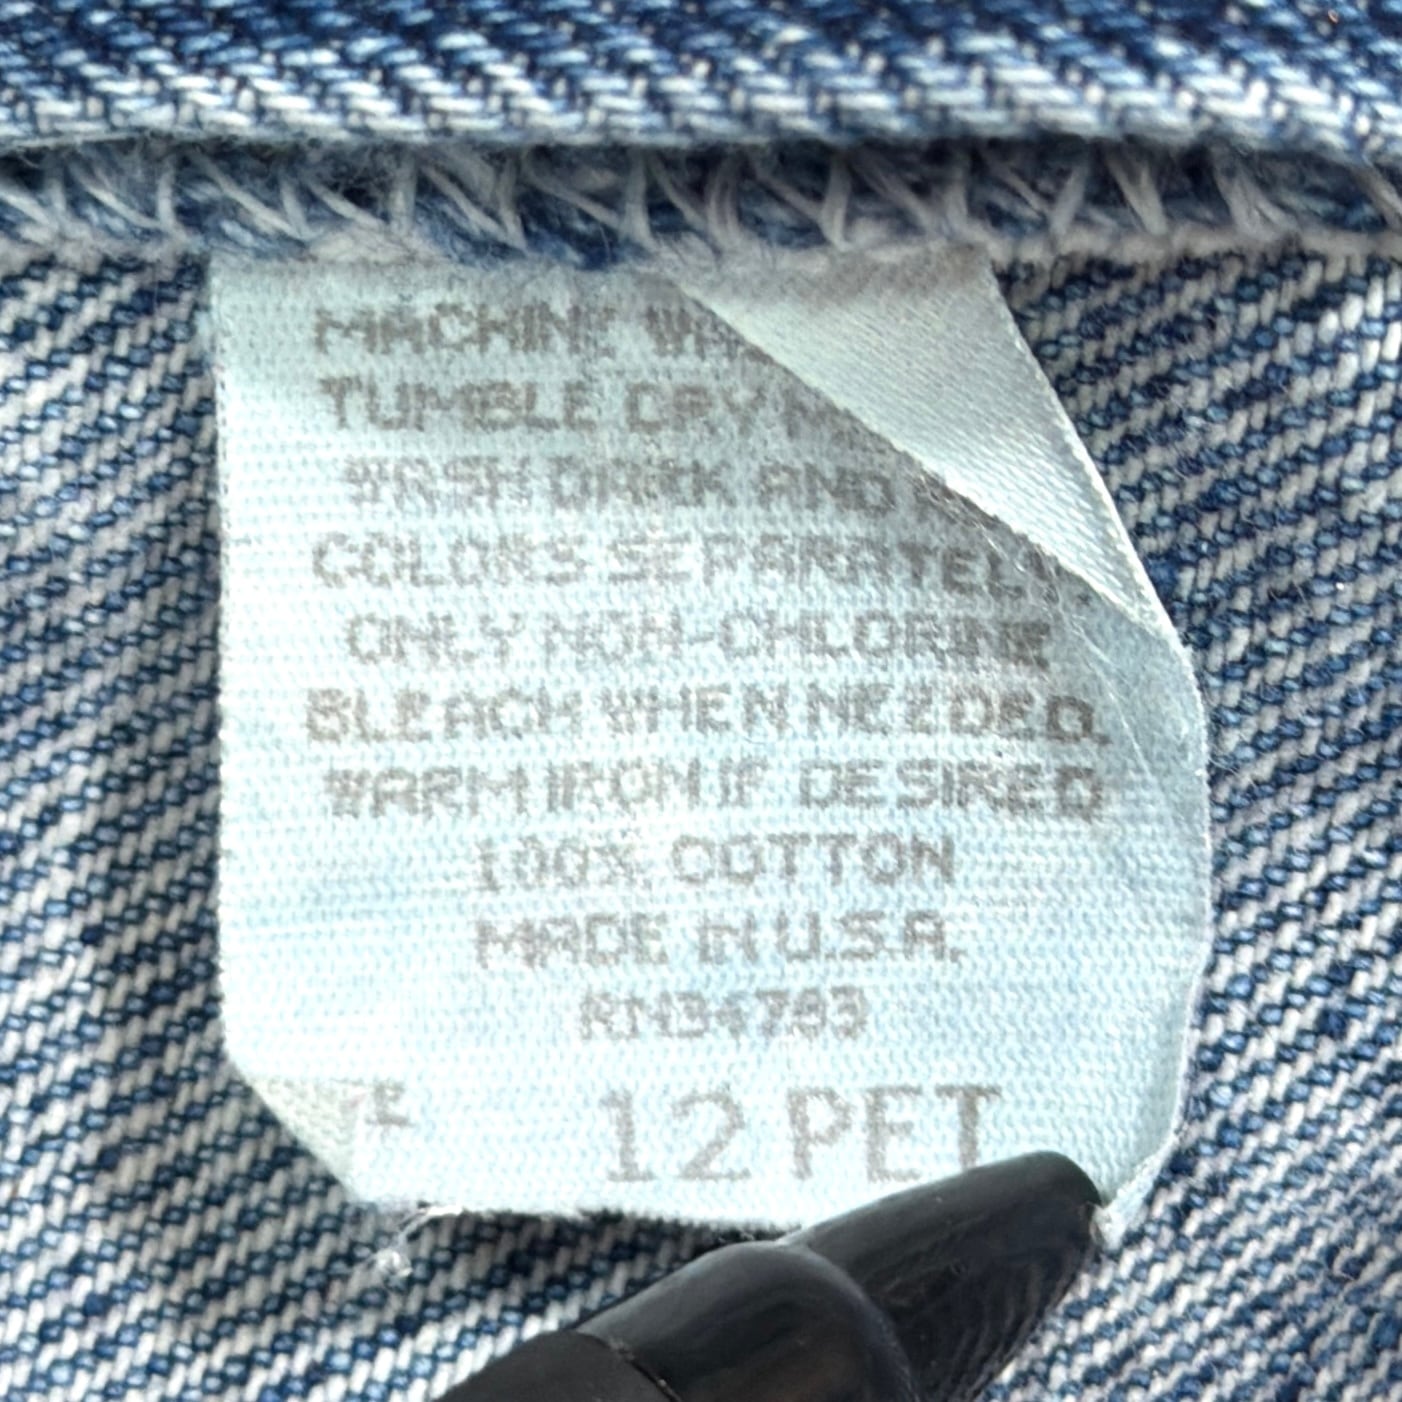 MACHINE
TUMBLE DRY
WASH DARK AND
COLORS SEPARATELY.
ONLY NON-CHLORINE
BLEACH WHEN NEEDED.
WARM IRON IF DESIRED
100% COTTON
MADE IN U.S.A.
RN34783
12 PET